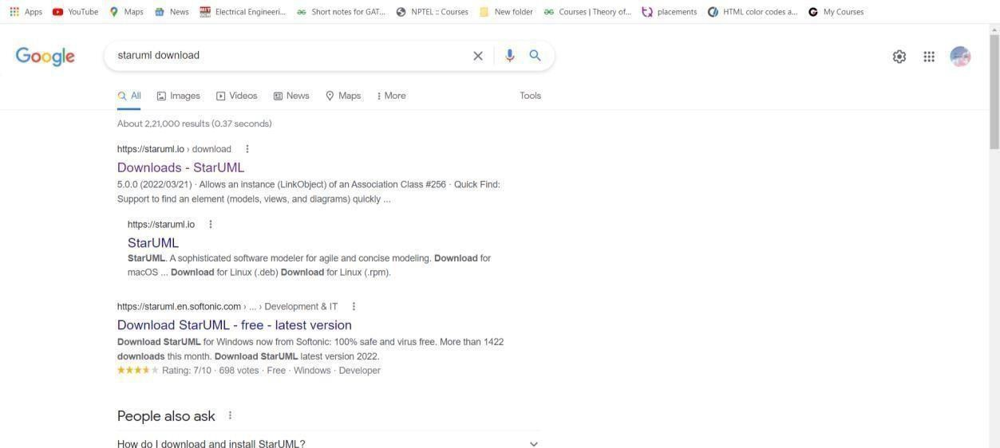 Apps YouTube Maps News Electrical Engineeri... Short notes for GAT... NPTEL :: Courses New folder Courses | Theory of... placements HTML color codes a... My Courses
Google staruml download
All Images Videos News Maps More Tools
About 2,21,000 results (0.37 seconds)
https://staruml.io › download
Downloads - StarUML
5.0.0 (2022/03/21) · Allows an instance (LinkObject) of an Association Class #256 · Quick Find:
Support to find an element (models, views, and diagrams) quickly ...
https://staruml.io
StarUML
StarUML. A sophisticated software modeler for agile and concise modeling. Download for
macOS ... Download for Linux (.deb) Download for Linux (.rpm).
https://staruml.en.softonic.com › ... › Development & IT
Download StarUML - free - latest version
Download StarUML for Windows now from Softonic: 100% safe and virus free. More than 1422
downloads this month. Download StarUML latest version 2022.
Rating: 7/10 · 698 votes · Free · Windows · Developer
People also ask
How do I download and install StarUML?